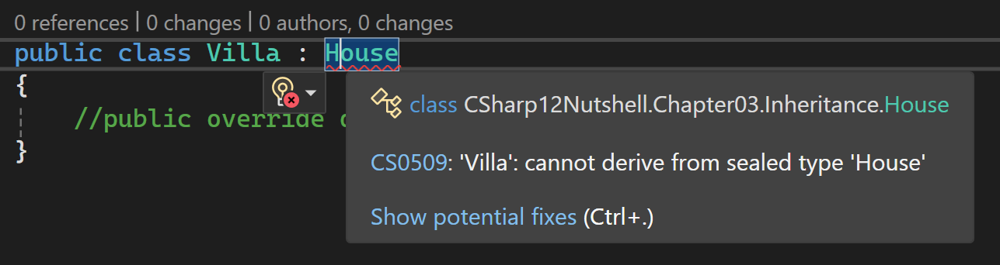 0 references | 0 changes | 0 authors, 0 changes
public class Villa : House
{
class CSharp12Nutshell.Chapter03.Inheritance.House
//public override
}
CS0509: 'Villa': cannot derive from sealed type 'House'
Show potential fixes (Ctrl+.)